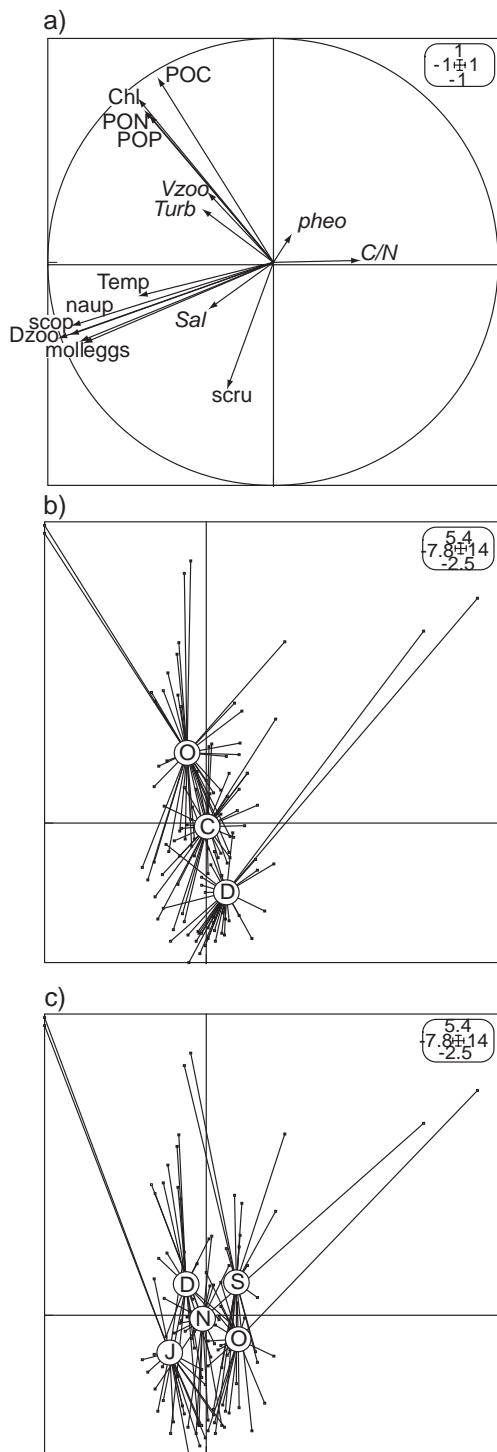 a)
1
-1 1
-1
POC
Chl
PON
POP
Vzoo
Turb
pheo
C/N
Temp
naup
scop
Dzoo
molleggs
Sal
scru
b)
5.4
-7.8 14
-2.5
O
C
D
c)
5.4
-7.8 14
-2.5
D
S
N
O
J